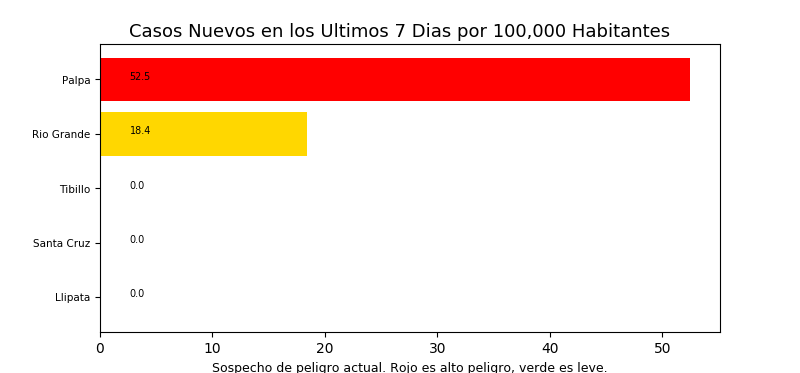 Casos Nuevos en los Ultimos 7 Dias por 100,000 Habitantes
Palpa 52.5
Rio Grande 18.4
Tibillo 0.0
Santa Cruz 0.0
Llipata 0.0
0 10 20 30 40 50
Sospecho de peligro actual. Rojo es alto peligro, verde es leve.